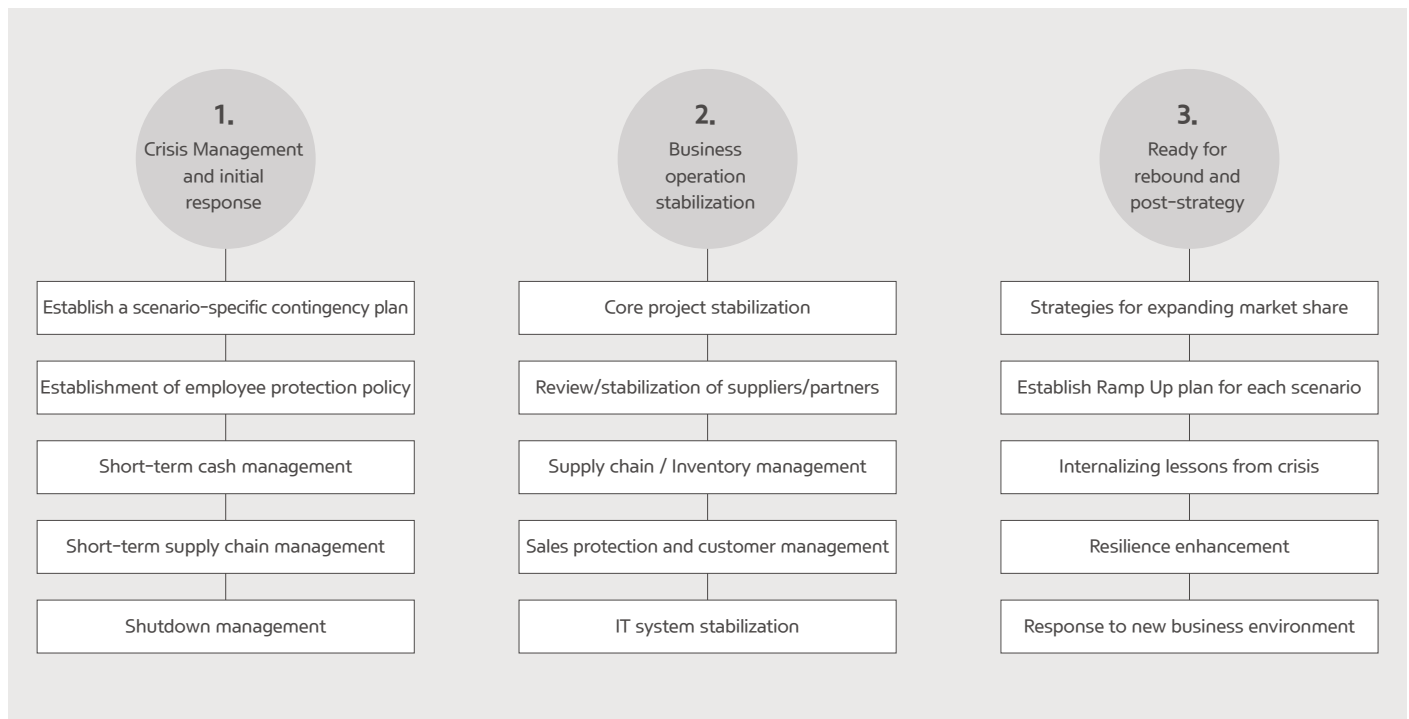 1.
Crisis Management
and initial
response
Establish a scenario-specific contingency plan
Establishment of employee protection policy
Short-term cash management
Short-term supply chain management
Shutdown management
2.
Business
operation
stabilization
Core project stabilization
Review/stabilization of suppliers/partners
Supply chain / Inventory management
Sales protection and customer management
IT system stabilization
3.
Ready for
rebound and
post-strategy
Strategies for expanding market share
Establish Ramp Up plan for each scenario
Internalizing lessons from crisis
Resilience enhancement
Response to new business environment